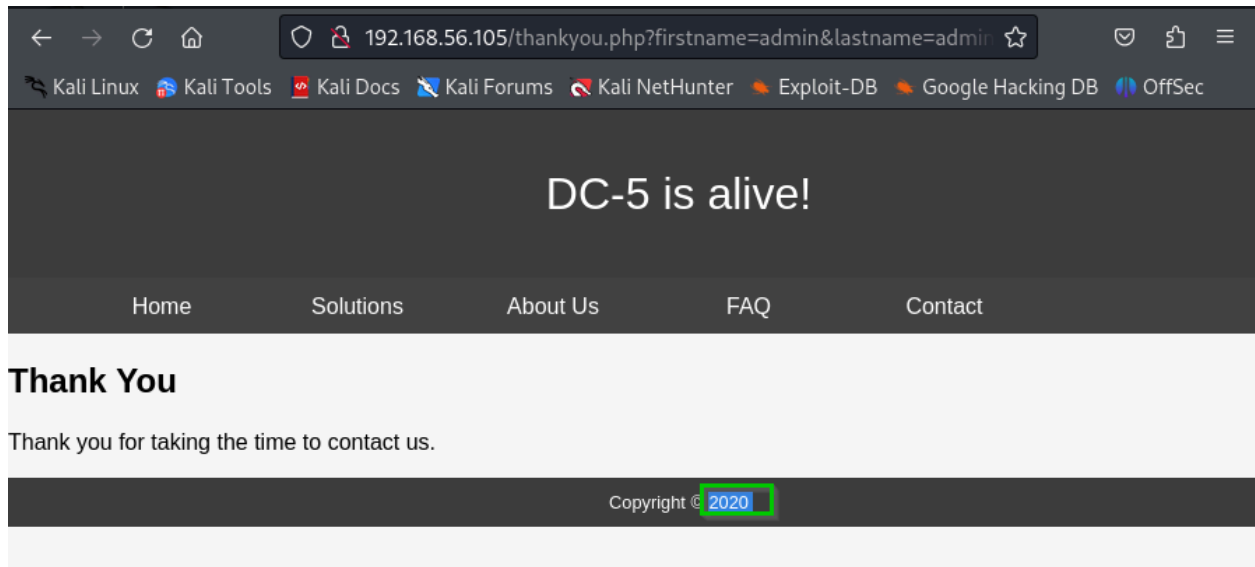 192.168.56.105/thankyou.php?firstname=admin&lastname=admin
Kali Linux Kali Tools Kali Docs Kali Forums Kali NetHunter Exploit-DB Google Hacking DB OffSec
DC-5 is alive!
Home Solutions About Us FAQ Contact
Thank You
Thank you for taking the time to contact us.
Copyright © 2020